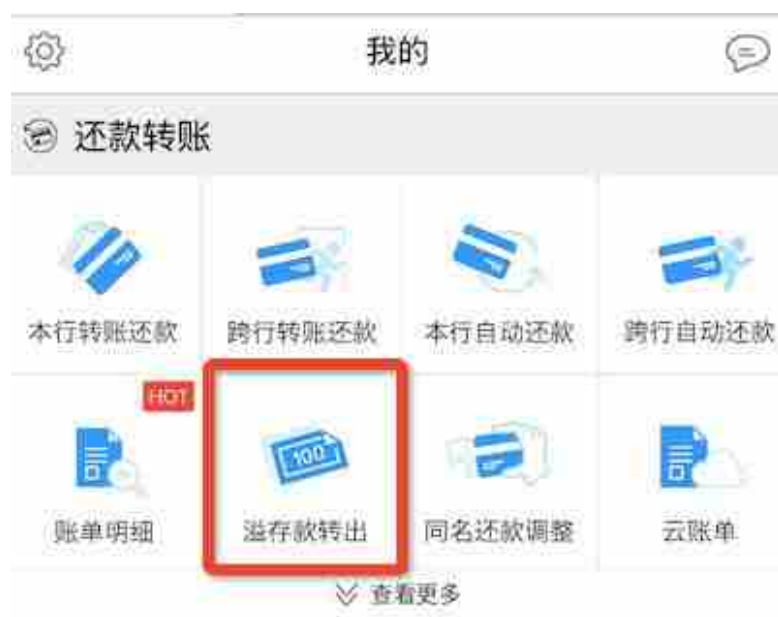 我的
还款转账
本行转账还款
跨行转账还款
本行自动还款
跨行自动还款
HOT
100
账单明细
溢存款转出
同名还款调整
云账单
查看更多